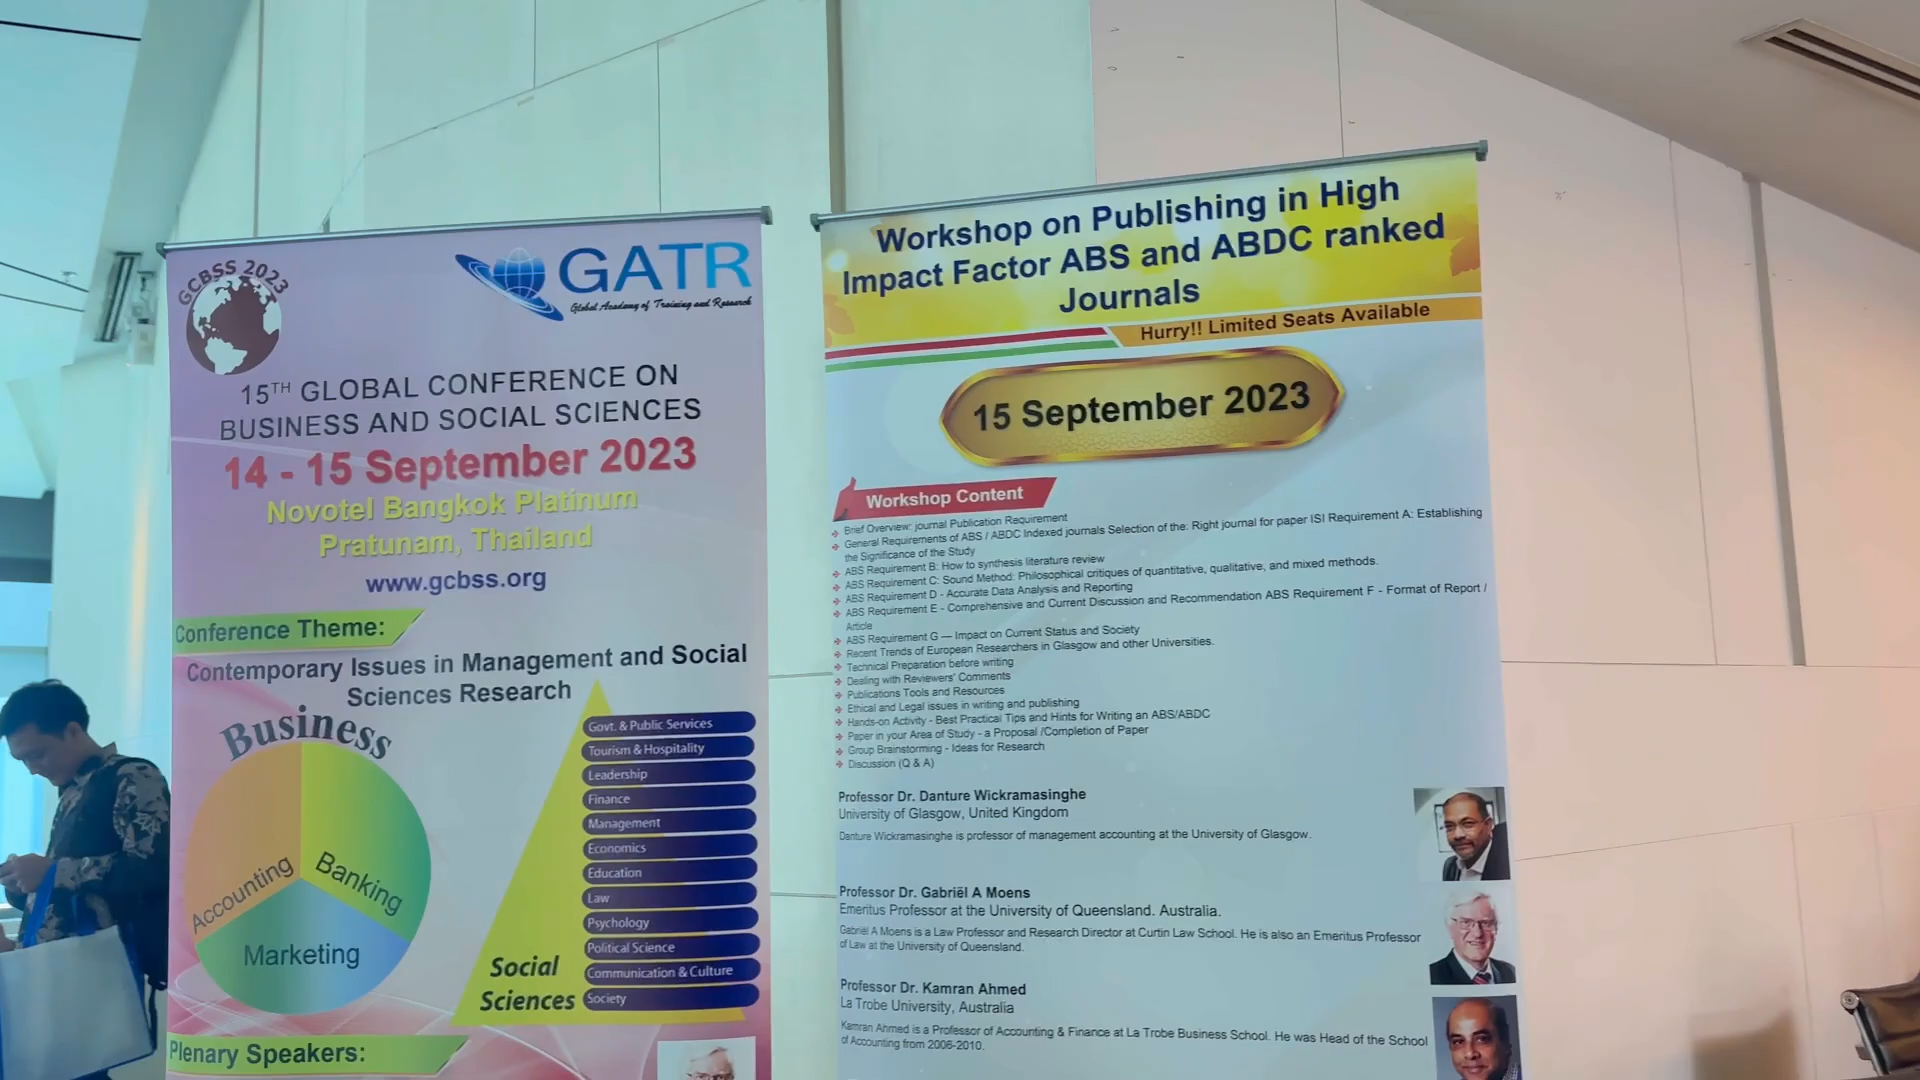 GCBSS 2023
GATR
Global Academy of Training and Research
15TH GLOBAL CONFERENCE ON
BUSINESS AND SOCIAL SCIENCES
14 - 15 September 2023
Novotel Bangkok Platinum
Pratunam, Thailand
www.gcbss.org
Conference Theme:
Contemporary Issues in Management and Social
Sciences Research
Business
Accounting
Banking
Marketing
Social
Sciences
Govt. & Public Services
Tourism & Hospitality
Leadership
Finance
Management
Economics
Education
Law
Psychology
Political Science
Communication & Culture
Society
Plenary Speakers:
Workshop on Publishing in High
Impact Factor ABS and ABDC ranked
Journals
Hurry!! Limited Seats Available
15 September 2023
Workshop Content
Brief Overview: journal Publication Requirement
General Requirements of ABS / ABDC Indexed journals Selection of the: Right journal for paper ISI Requirement A: Establishing
the Significance of the Study
ABS Requirement B: How to synthesis literature review
ABS Requirement C: Sound Method: Philosophical critiques of quantitative, qualitative, and mixed methods.
ABS Requirement D - Accurate Data Analysis and Reporting
ABS Requirement E - Comprehensive and Current Discussion and Recommendation ABS Requirement F - Format of Report /
Article
ABS Requirement G — Impact on Current Status and Society
Recent Trends of European Researchers in Glasgow and other Universities.
Technical Preparation before writing
Dealing with Reviewers' Comments
Publications Tools and Resources
Ethical and Legal issues in writing and publishing
Hands-on Activity - Best Practical Tips and Hints for Writing an ABS/ABDC
Paper in your Area of Study - a Proposal /Completion of Paper
Group Brainstorming - Ideas for Research
Discussion (Q & A)
Professor Dr. Danture Wickramasinghe
University of Glasgow, United Kingdom
Danture Wickramasinghe is professor of management accounting at the University of Glasgow.
Professor Dr. Gabriël A Moens
Emeritus Professor at the University of Queensland. Australia.
Gabriël A Moens is a Law Professor and Research Director at Curtin Law School. He is also an Emeritus Professor
of Law at the University of Queensland.
Professor Dr. Kamran Ahmed
La Trobe University, Australia
Kamran Ahmed is a Professor of Accounting & Finance at La Trobe Business School. He was Head of the School
of Accounting from 2006-2010.